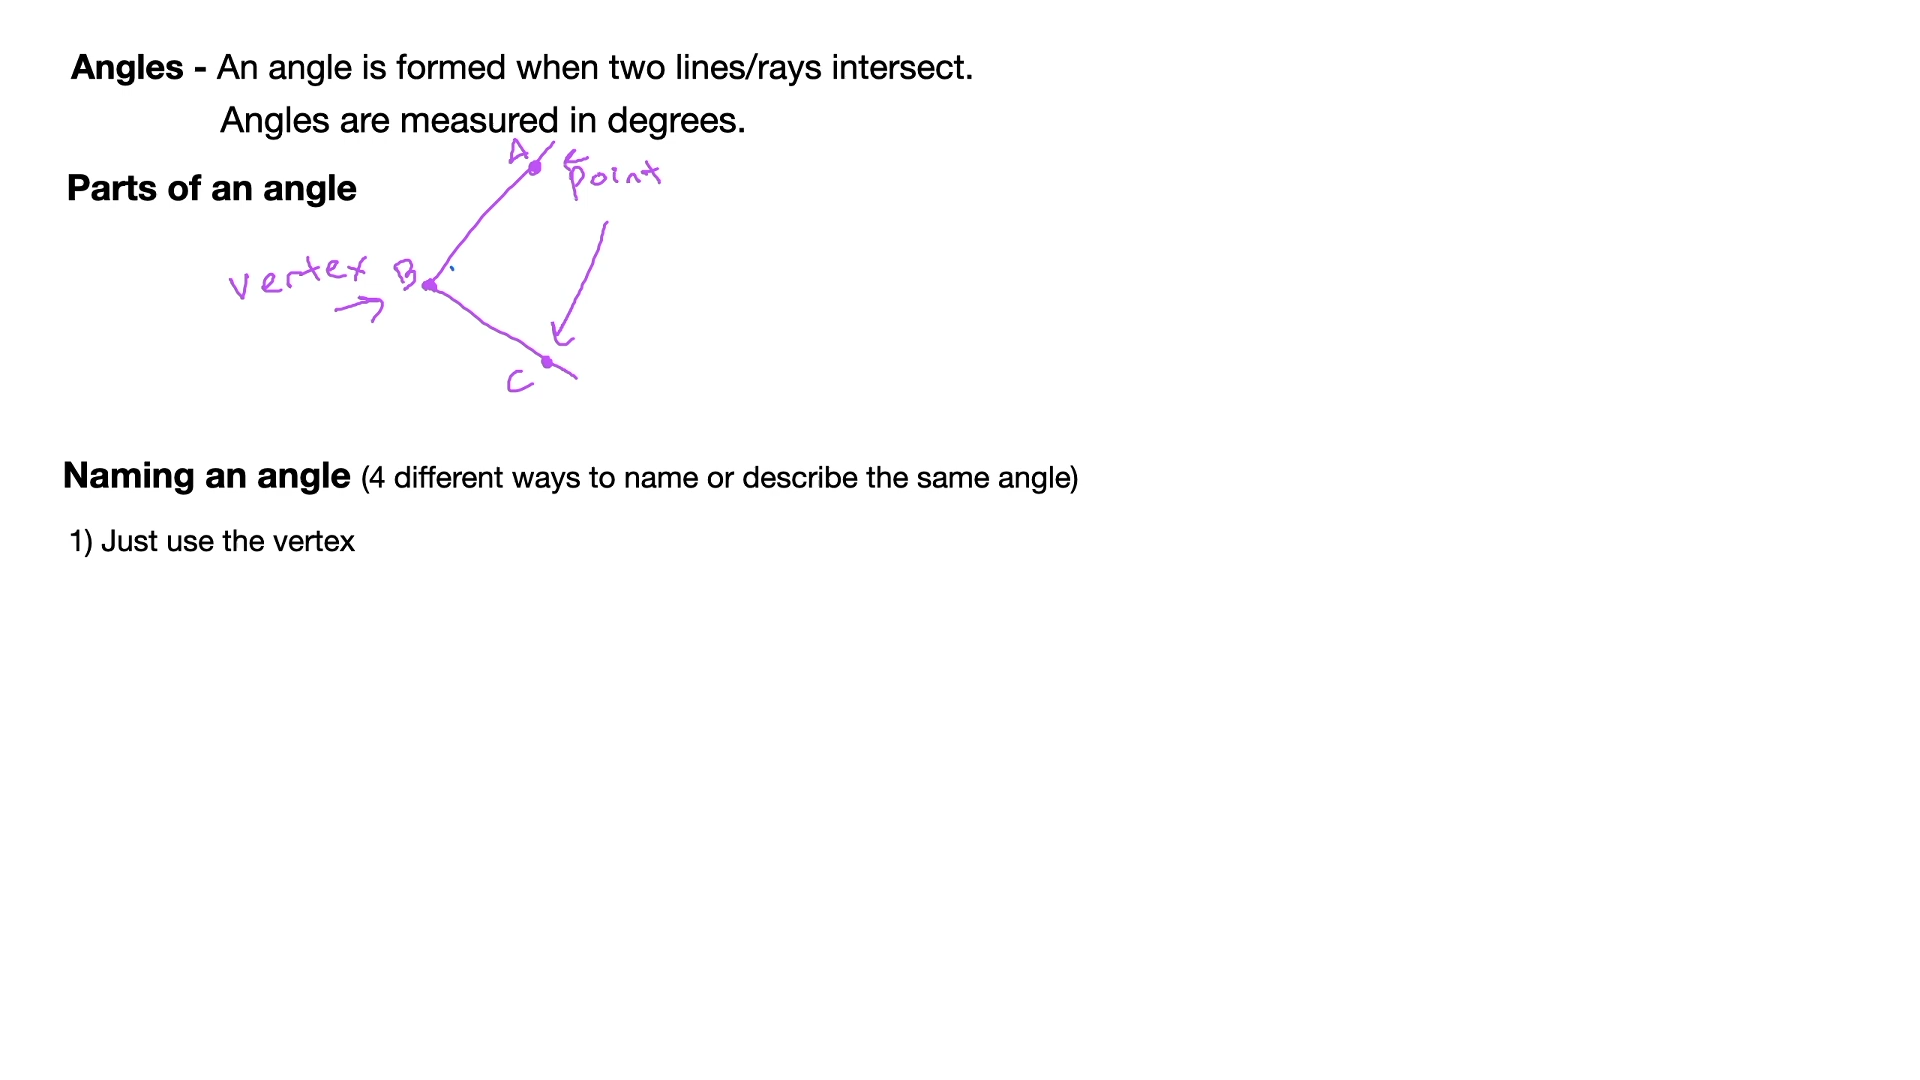 Angles - An angle is formed when two lines/rays intersect.
Angles are measured in degrees.
A
point
Parts of an angle
vertex B
C
Naming an angle (4 different ways to name or describe the same angle)
1) Just use the vertex